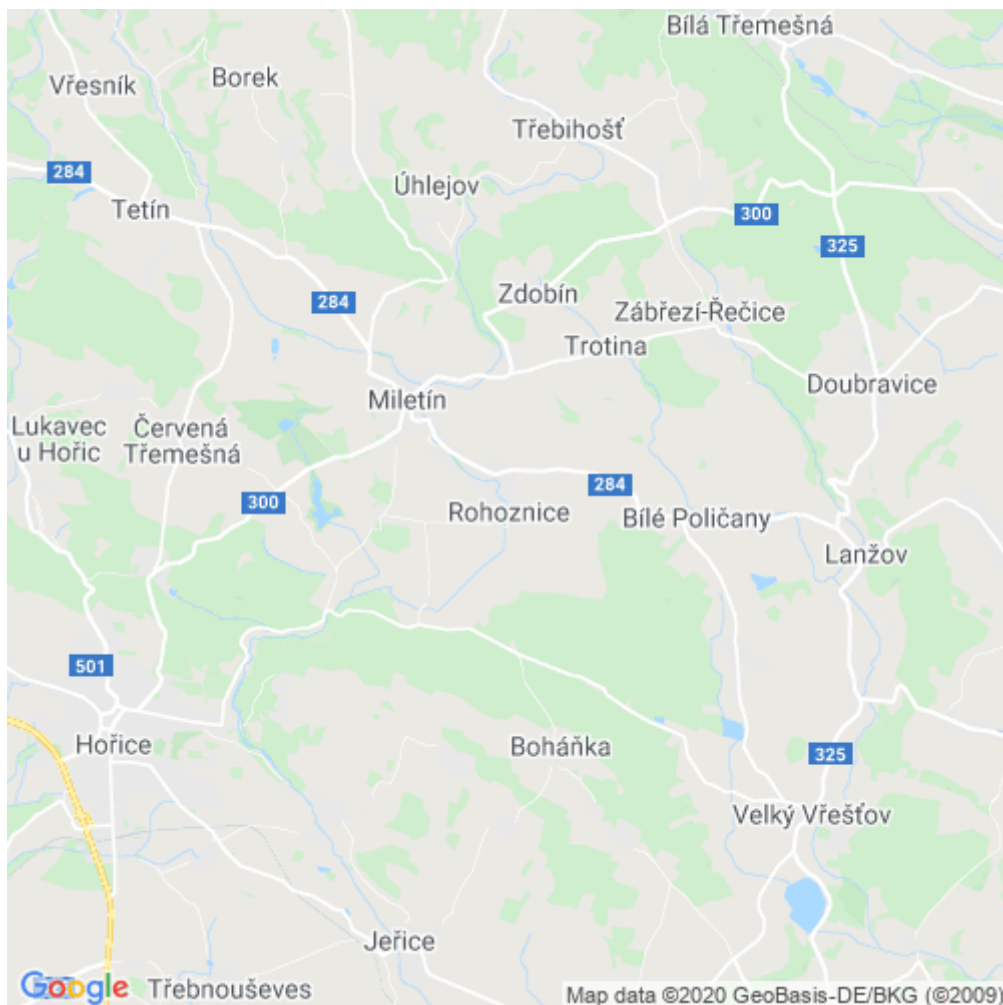 Bílá Třemešná
Vřesník
Borek
Třebihošť
284
Úhlejov
Tetín
300
325
Zdobín
284
Zábřezí-Řečice
Trotina
Doubravice
Miletín
Lukavec
u Hořic
Červená
Třemešná
284
300
Rohoznice
Bílé Poličany
Lanžov
501
Hořice
Boháňka
325
Velký Vřešťov
Jeřice
Google
Třebnouševes
Map data ©2020 GeoBasis-DE/BKG (©2009)